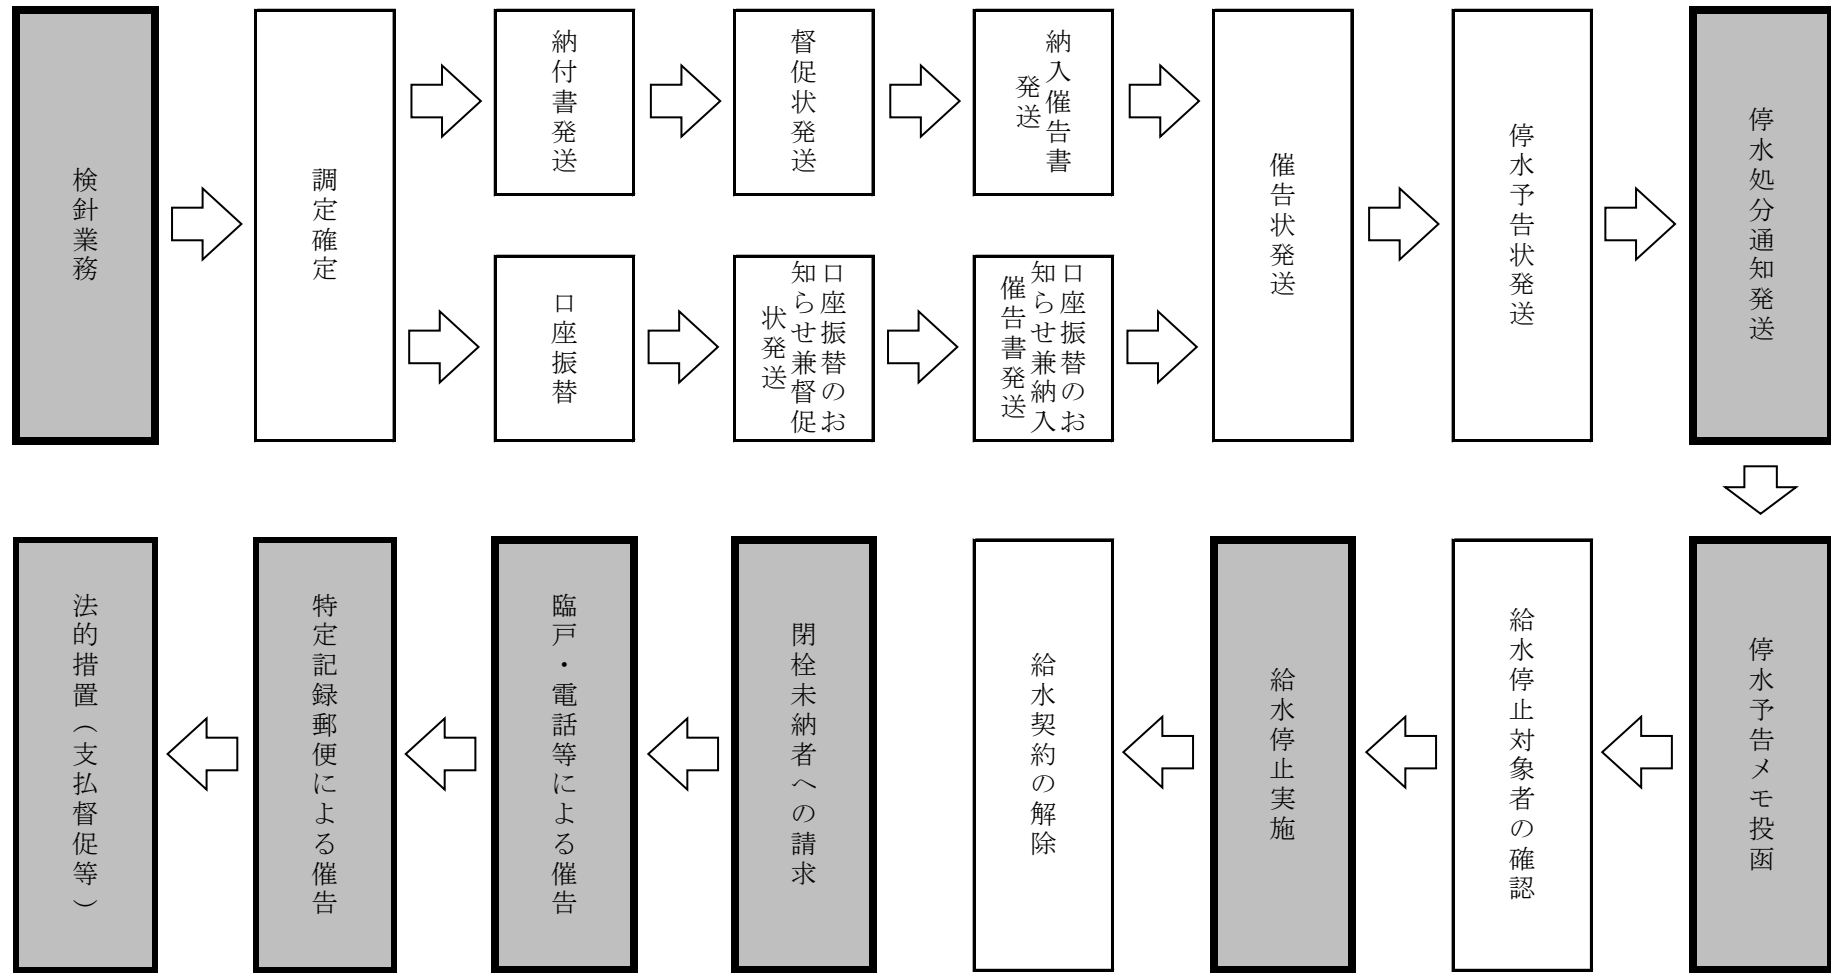 検針業務
調定確定
納付書発送
督促状発送
納入催告書
発送
口座振替
口座振替のお
知らせ兼督促
状発送
口座振替のお
知らせ兼納入
催告書発送
催告状発送
停水予告状発送
停水処分通知発送
停水予告メモ投函
給水停止対象者の確認
給水停止実施
給水契約の解除
閉栓未納者への請求
臨戸・電話等による催告
特定記録郵便による催告
法的措置（支払督促等）